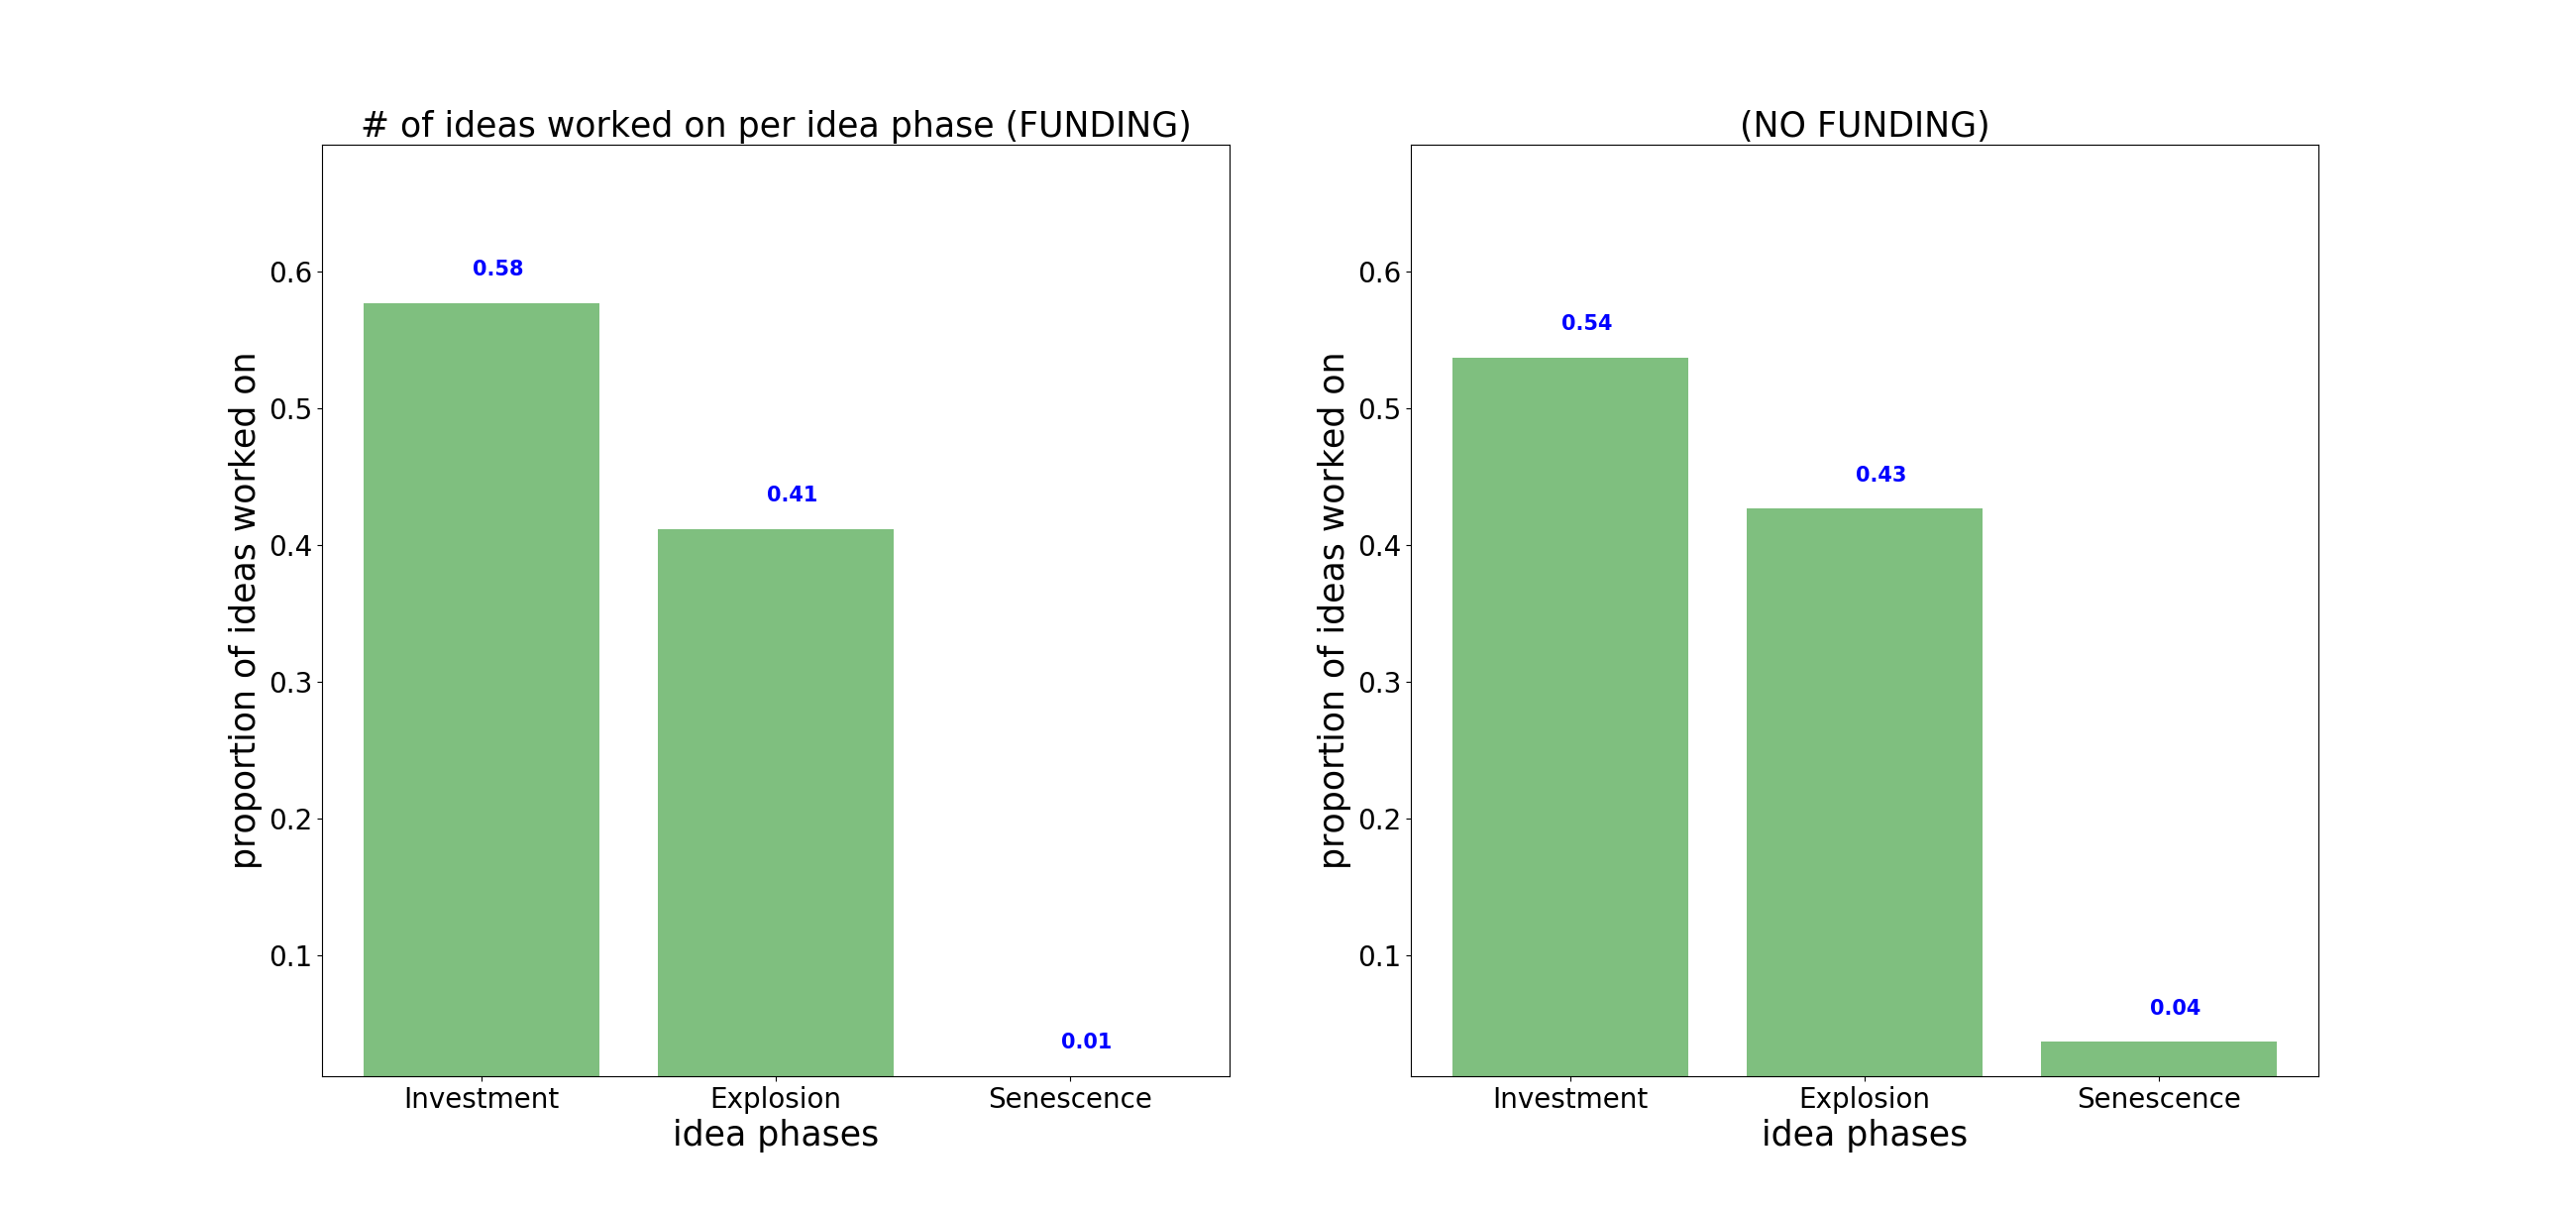 # of ideas worked on per idea phase (FUNDING)
proportion of ideas worked on
0.6
0.5
0.4
0.3
0.2
0.1
0.58
0.41
0.01
Investment
Explosion
Senescence
idea phases
(NO FUNDING)
proportion of ideas worked on
0.6
0.5
0.4
0.3
0.2
0.1
0.54
0.43
0.04
Investment
Explosion
Senescence
idea phases